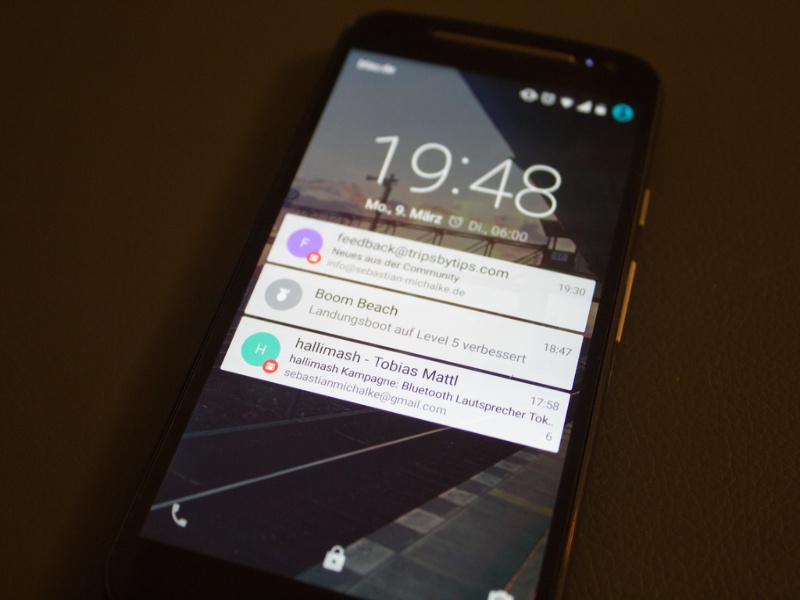 19:48
Mo., 9. März Di., 06:00
F
feedback@tripsbytips.com
Neues aus der Community 19:30
info@sebastian-michalke.de
Boom Beach
Landungsboot auf Level 5 verbessert 18:47
H
hallimash - Tobias Mattl
hallimash Kampagne: Bluetooth Lautsprecher Tok.. 17:58
sebastianmichalke@gmail.com 6